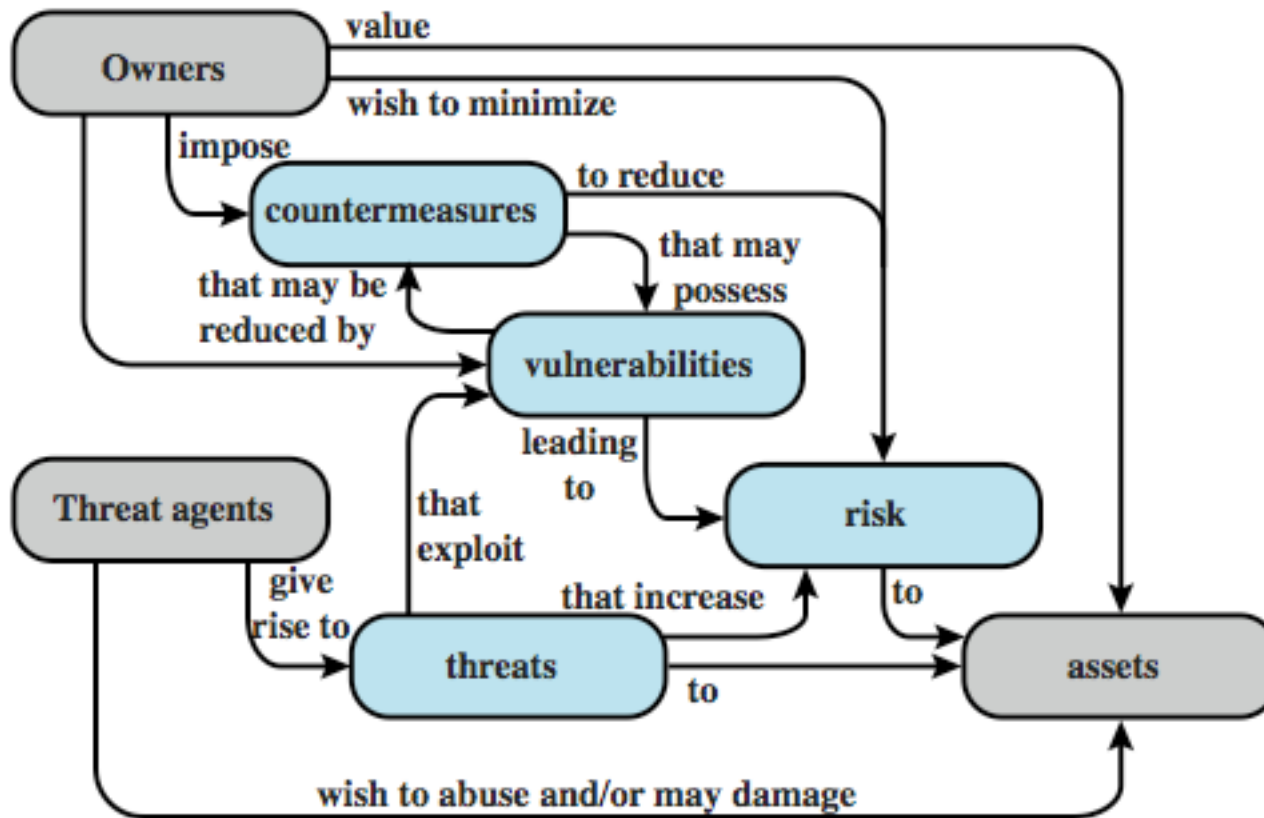 value
Owners
wish to minimize
impose
to reduce
countermeasures
that may
possess
that may be
reduced by
vulnerabilities
leading
to
Threat agents
that
exploit
risk
give
rise to
that increase
to
threats
to
assets
wish to abuse and/or may damage